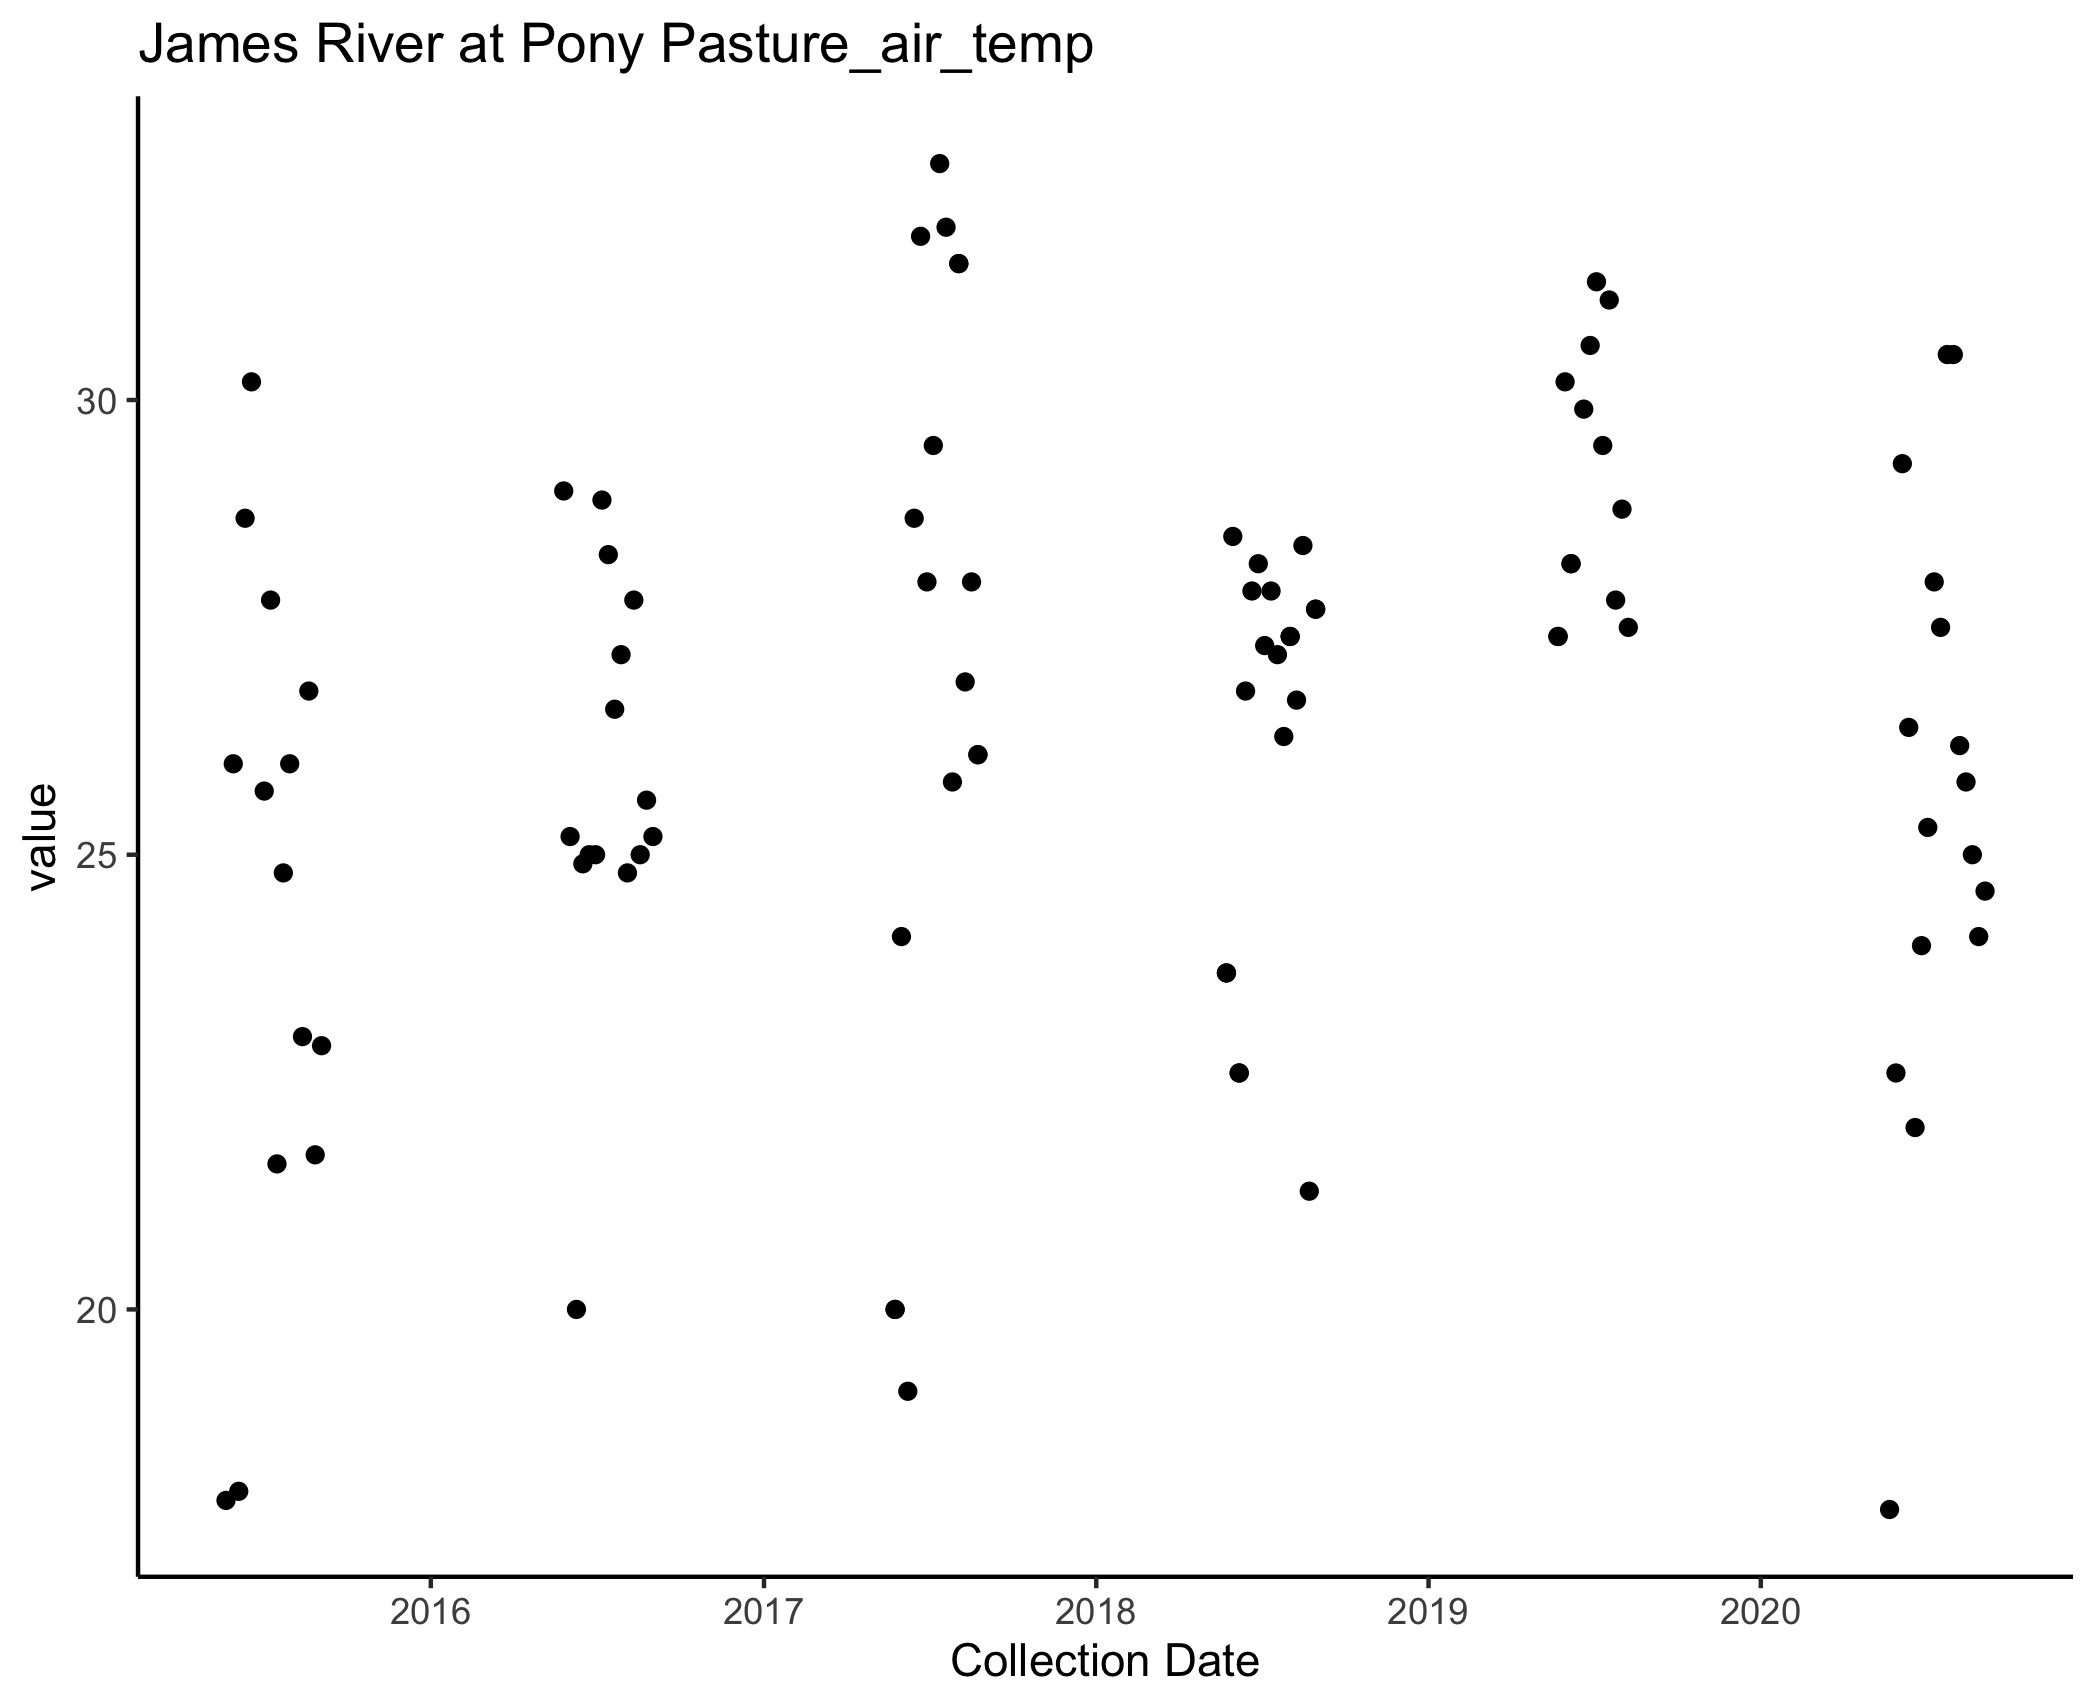 James River at Pony Pasture_air_temp
value
30
25
20
2016 2017 2018 2019 2020
Collection Date